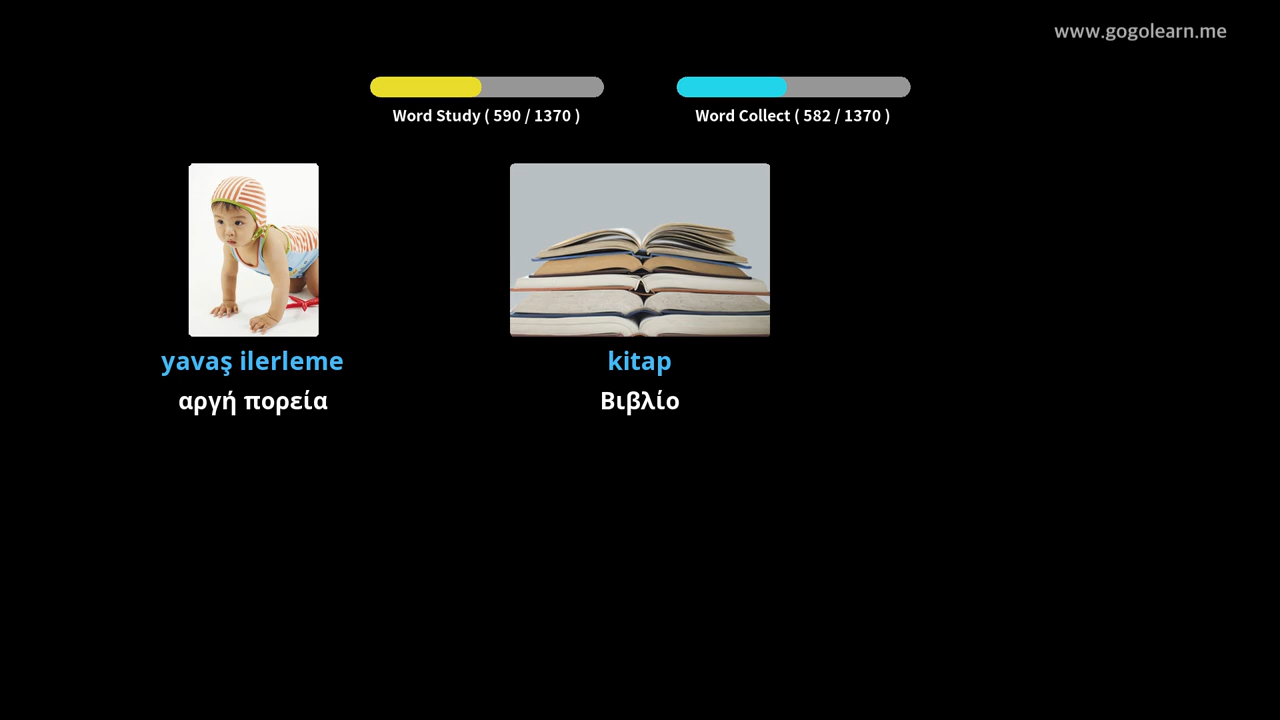 www.gogolearn.me
Word Study ( 590 / 1370 )
Word Collect ( 582 / 1370 )
yavaş ilerleme
αργή πορεία
kitap
Βιβλίο